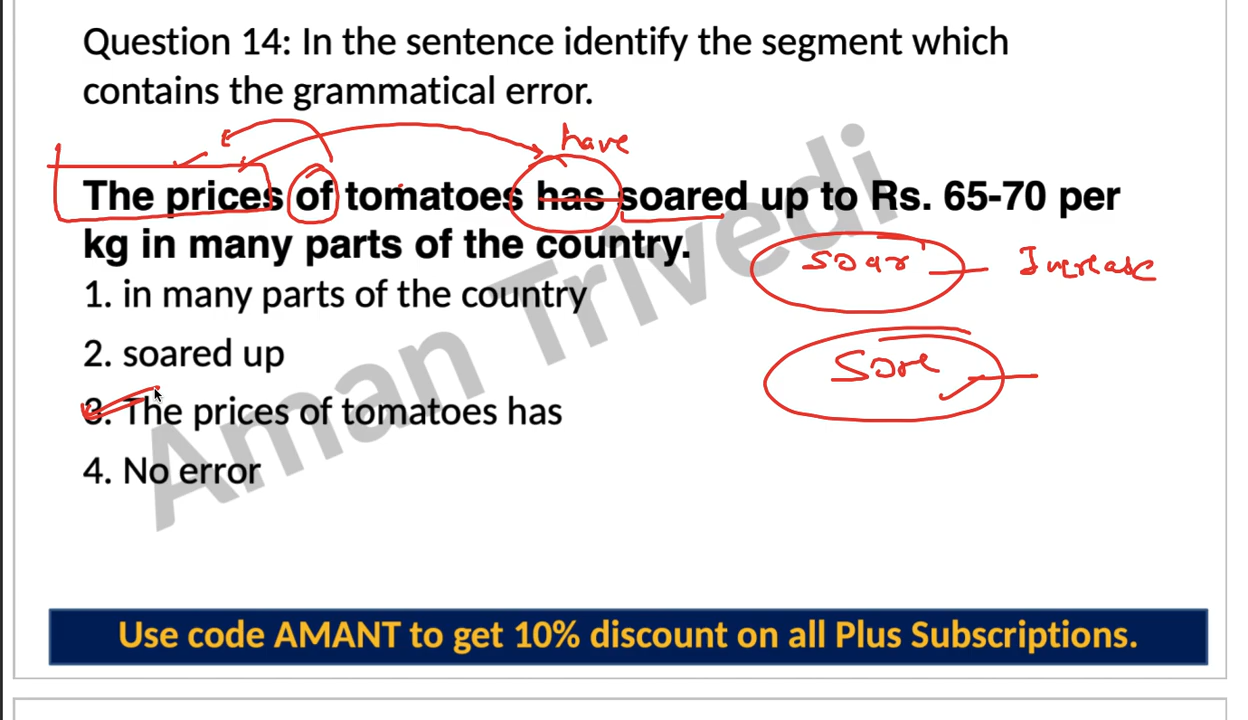 Question 14: In the sentence identify the segment which
contains the grammatical error.
have
The prices of tomatoes has soared up to Rs. 65-70 per
kg in many parts of the country.
soar — Increase
1. in many parts of the country
2. soared up
Sore —
3. The prices of tomatoes has
4. No error
Aman Trivedi
Use code AMANT to get 10% discount on all Plus Subscriptions.